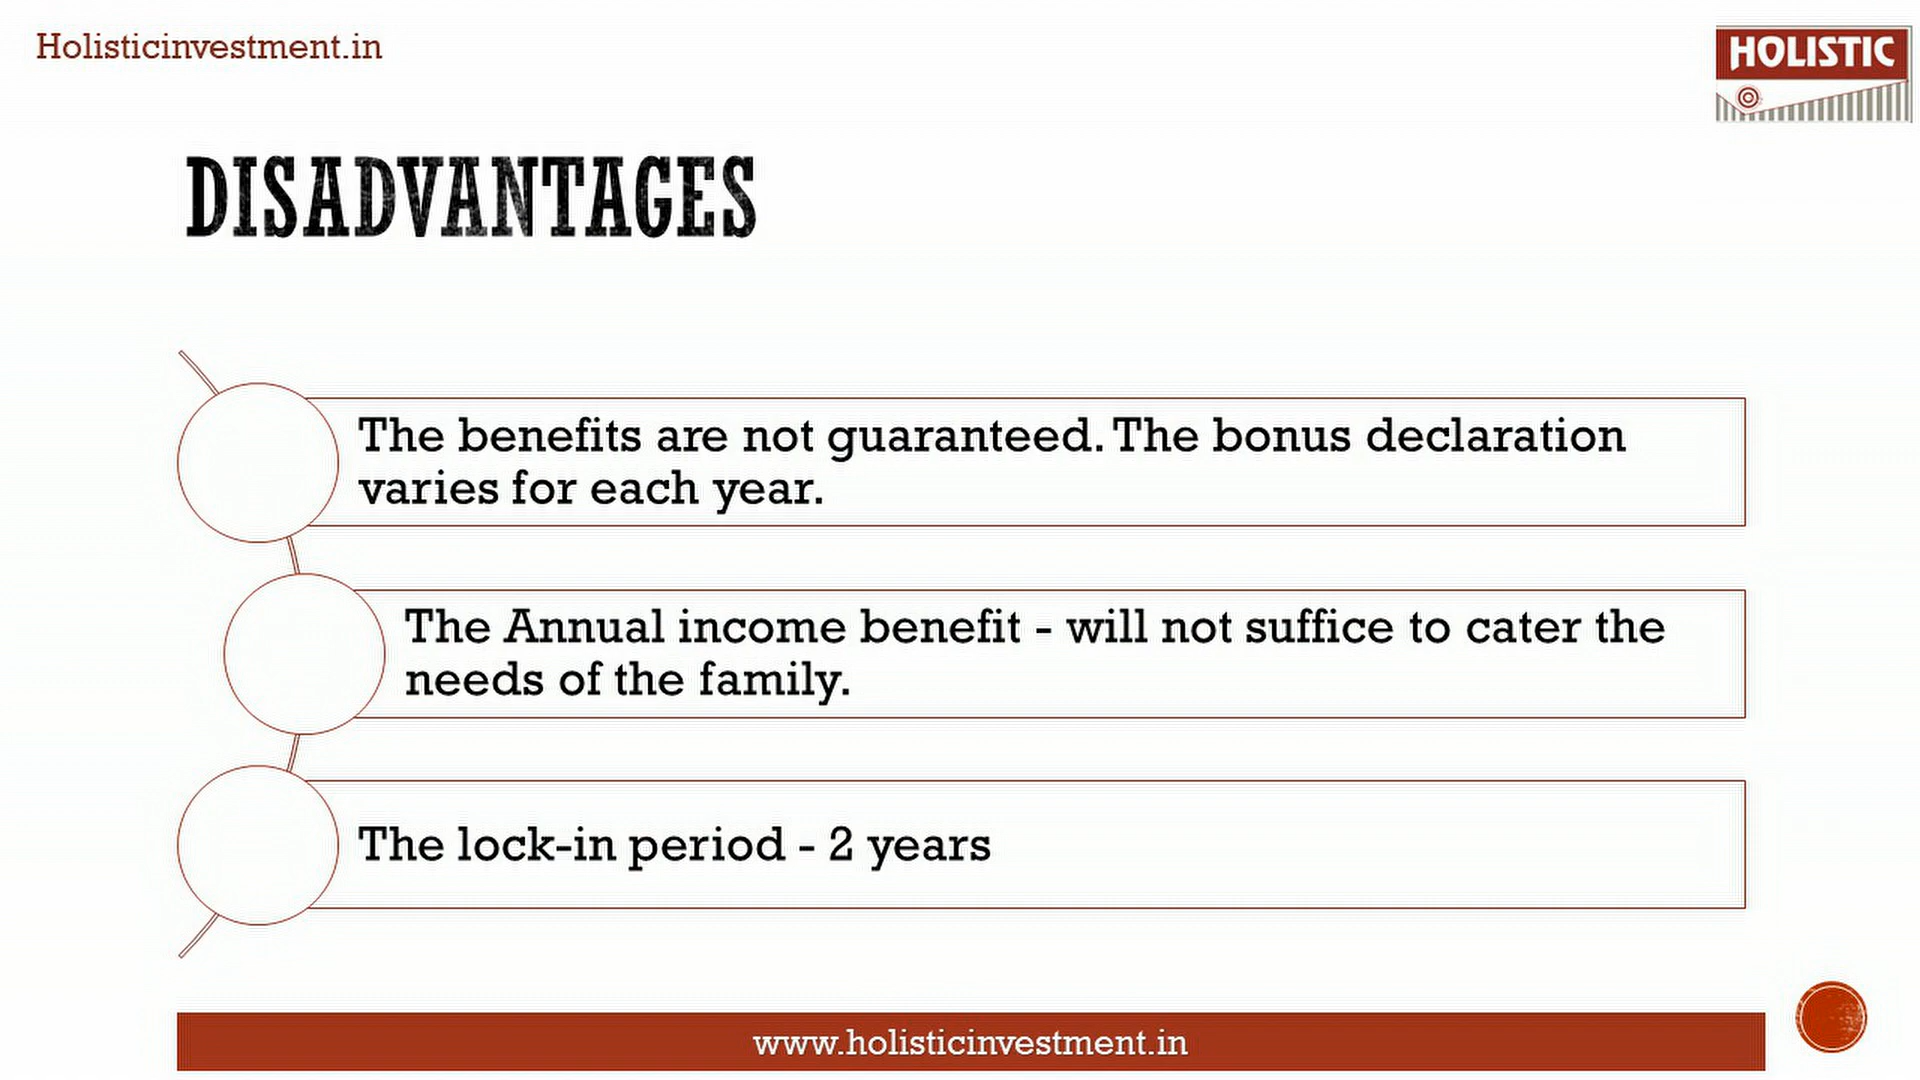 Holisticinvestment.in
HOLISTIC
DISADVANTAGES
The benefits are not guaranteed. The bonus declaration
varies for each year.
The Annual income benefit - will not suffice to cater the
needs of the family.
The lock-in period - 2 years
www.holisticinvestment.in